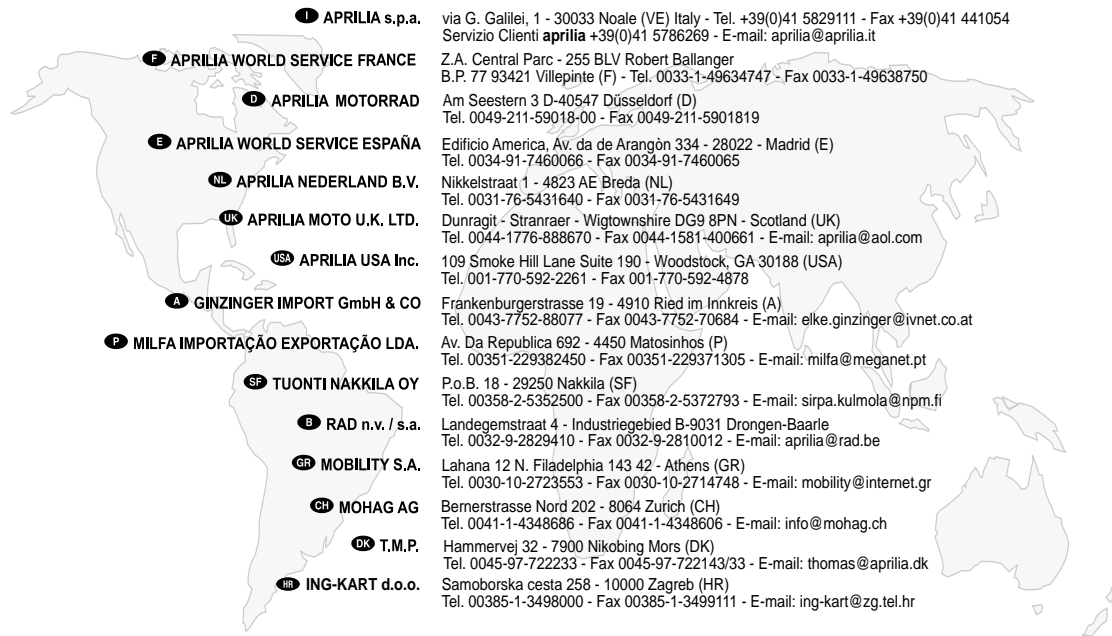 I APRILIA s.p.a. via G. Galilei, 1 - 30033 Noale (VE) Italy - Tel. +39(0)41 5829111 - Fax +39(0)41 441054
Servizio Clienti aprilia +39(0)41 5786269 - E-mail: aprilia@aprilia.it
F APRILIA WORLD SERVICE FRANCE Z.A. Central Parc - 255 BLV Robert Ballanger
B.P. 77 93421 Villepinte (F) - Tel. 0033-1-49634747 - Fax 0033-1-49638750
D APRILIA MOTORRAD Am Seestern 3 D-40547 Düsseldorf (D)
Tel. 0049-211-59018-00 - Fax 0049-211-5901819
E APRILIA WORLD SERVICE ESPAÑA Edificio America, Av. da de Arangòn 334 - 28022 - Madrid (E)
Tel. 0034-91-7460066 - Fax 0034-91-7460065
NL APRILIA NEDERLAND B.V. Nikkelstraat 1 - 4823 AE Breda (NL)
Tel. 0031-76-5431640 - Fax 0031-76-5431649
UK APRILIA MOTO U.K. LTD. Dunragit - Stranraer - Wigtownshire DG9 8PN - Scotland (UK)
Tel. 0044-1776-888670 - Fax 0044-1581-400661 - E-mail: aprilia@aol.com
USA APRILIA USA Inc. 109 Smoke Hill Lane Suite 190 - Woodstock, GA 30188 (USA)
Tel. 001-770-592-2261 - Fax 001-770-592-4878
A GINZINGER IMPORT GmbH & CO Frankenburgerstrasse 19 - 4910 Ried im Innkreis (A)
Tel. 0043-7752-88077 - Fax 0043-7752-70684 - E-mail: elke.ginzinger@ivnet.co.at
P MILFA IMPORTAÇÃO EXPORTAÇÃO LDA. Av. Da Republica 692 - 4450 Matosinhos (P)
Tel. 00351-229382450 - Fax 00351-229371305 - E-mail: milfa@meganet.pt
SF TUONTI NAKKILA OY P.o.B. 18 - 29250 Nakkila (SF)
Tel. 00358-2-5352500 - Fax 00358-2-5372793 - E-mail: sirpa.kulmola@npm.fi
B RAD n.v. / s.a. Landegemstraat 4 - Industriegebied B-9031 Drongen-Baarle
Tel. 0032-9-2829410 - Fax 0032-9-2810012 - E-mail: aprilia@rad.be
GR MOBILITY S.A. Lahana 12 N. Filadelphia 143 42 - Athens (GR)
Tel. 0030-10-2723553 - Fax 0030-10-2714748 - E-mail: mobility@internet.gr
CH MOHAG AG Bernerstrasse Nord 202 - 8064 Zurich (CH)
Tel. 0041-1-4348686 - Fax 0041-1-4348606 - E-mail: info@mohag.ch
DK T.M.P. Hammervej 32 - 7900 Nikobing Mors (DK)
Tel. 0045-97-722233 - Fax 0045-97-722143/33 - E-mail: thomas@aprilia.dk
HR ING-KART d.o.o. Samoborska cesta 258 - 10000 Zagreb (HR)
Tel. 00385-1-3498000 - Fax 00385-1-3499111 - E-mail: ing-kart@zg.tel.hr